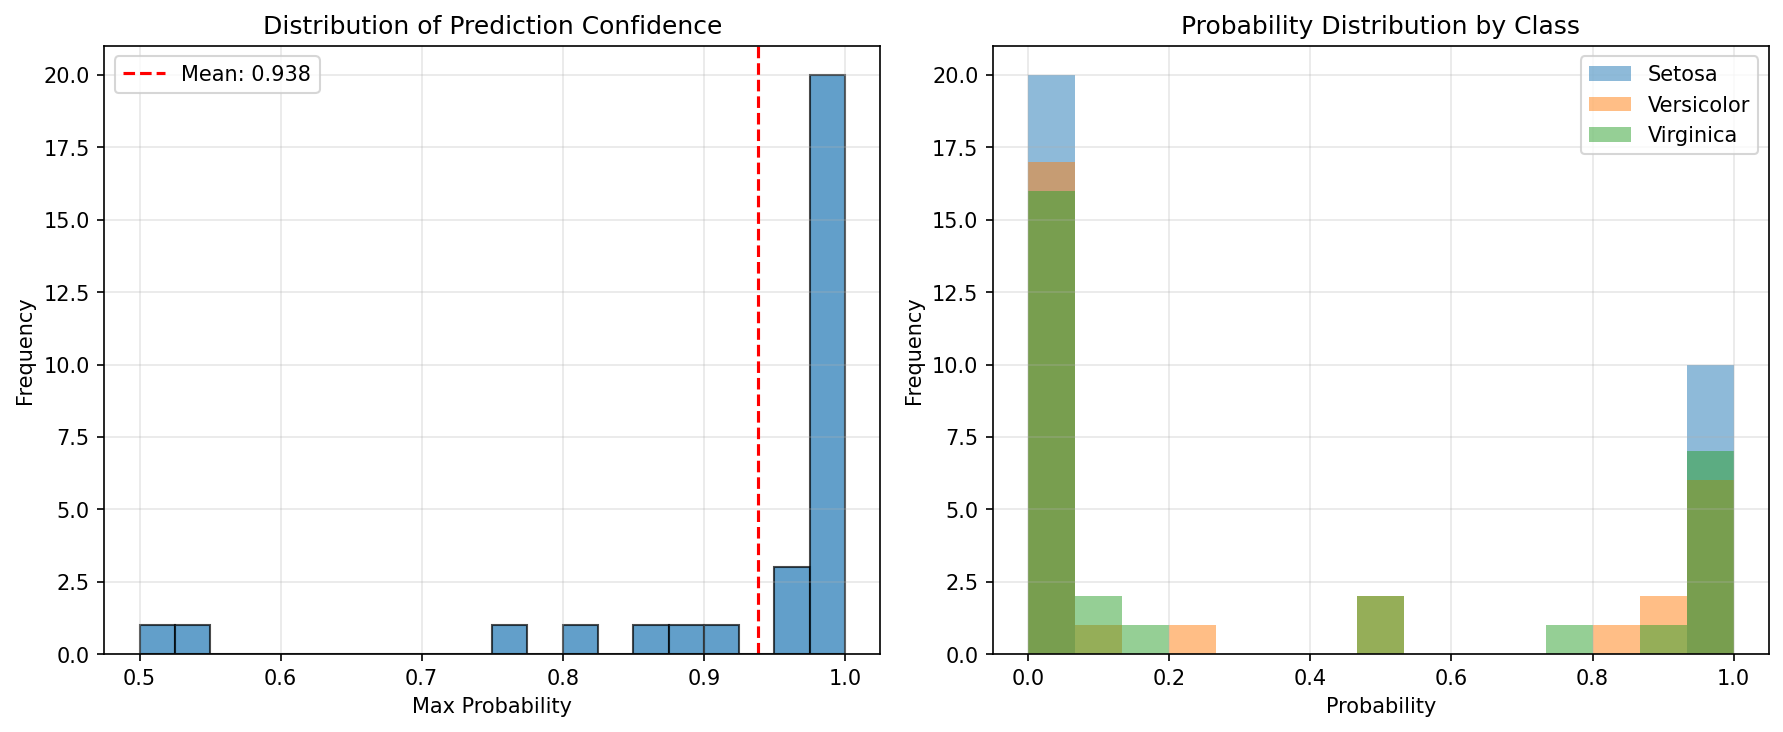 Distribution of Prediction Confidence
Mean: 0.938
Frequency
20.0
17.5
15.0
12.5
10.0
7.5
5.0
2.5
0.0
0.5 0.6 0.7 0.8 0.9 1.0
Max Probability
Probability Distribution by Class
Setosa
Versicolor
Virginica
Frequency
20.0
17.5
15.0
12.5
10.0
7.5
5.0
2.5
0.0
0.0 0.2 0.4 0.6 0.8 1.0
Probability